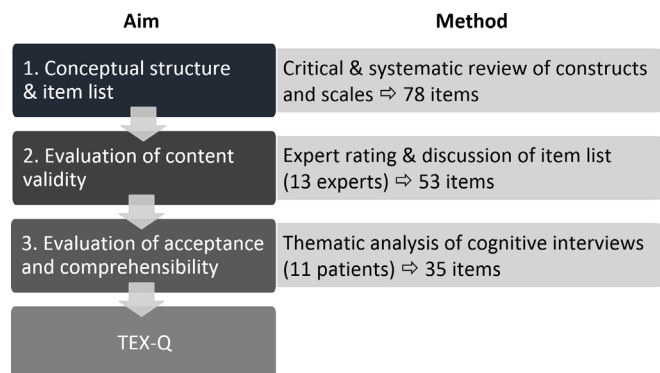 Aim
Method
1. Conceptual structure
& item list
Critical & systematic review of constructs
and scales ⇨ 78 items
2. Evaluation of content
validity
Expert rating & discussion of item list
(13 experts) ⇨ 53 items
3. Evaluation of acceptance
and comprehensibility
Thematic analysis of cognitive interviews
(11 patients) ⇨ 35 items
TEX-Q